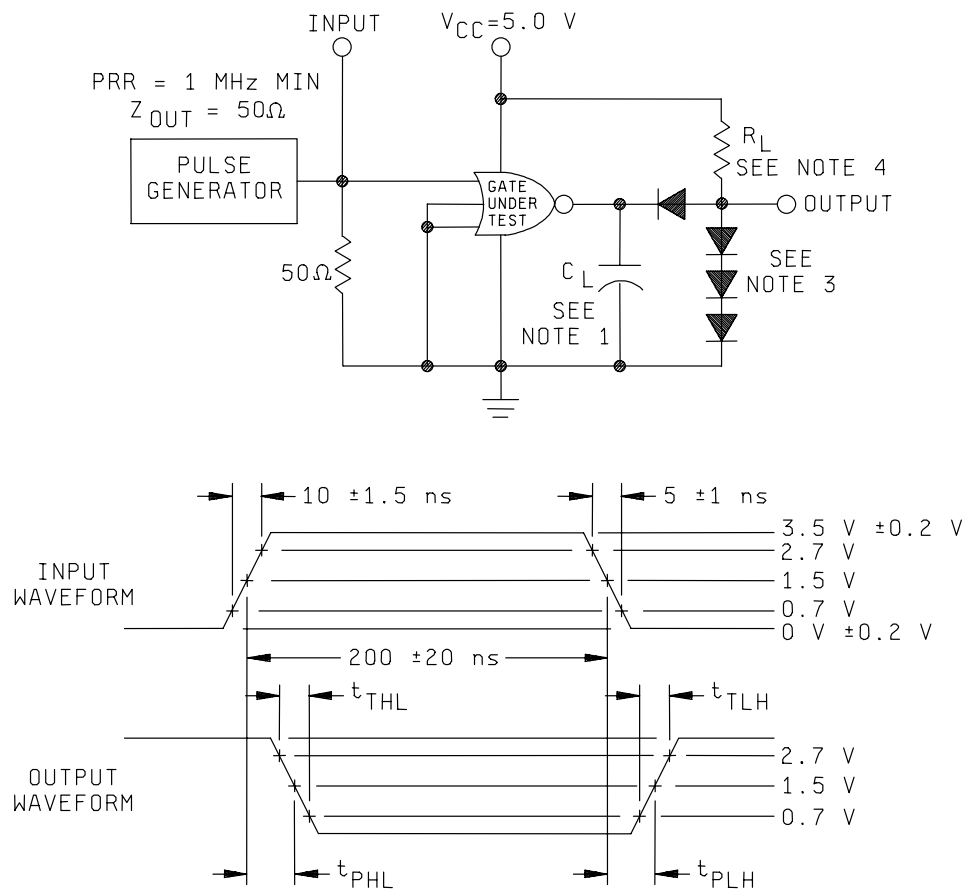 INPUT
VCC=5.0 V
PRR = 1 MHz MIN
ZOUT = 50Ω
PULSE
GENERATOR
GATE
UNDER
TEST
RL
SEE NOTE 4
OUTPUT
50Ω
CL
SEE
NOTE 1
SEE
NOTE 3
10 ±1.5 ns
5 ±1 ns
3.5 V ±0.2 V
2.7 V
INPUT
WAVEFORM
1.5 V
0.7 V
0 V ±0.2 V
200 ±20 ns
tTHL
tTLH
2.7 V
OUTPUT
WAVEFORM
1.5 V
0.7 V
tPHL
tPLH